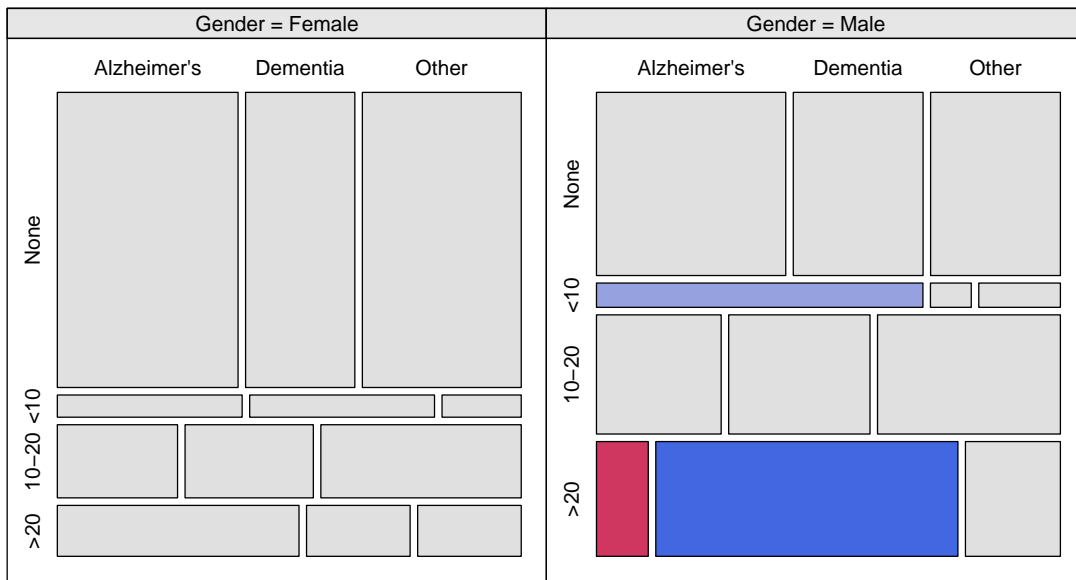 Gender = Female
Alzheimer's Dementia Other
None
<10
10−20
>20
Gender = Male
Alzheimer's Dementia Other
None
<10
10−20
>20